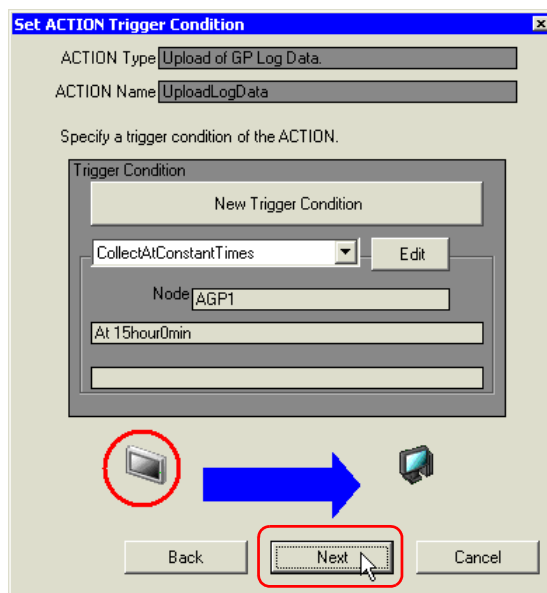 Set ACTION Trigger Condition
ACTION Type Upload of GP Log Data.
ACTION Name UploadLogData
Specify a trigger condition of the ACTION.
Trigger Condition
New Trigger Condition
CollectAtConstantTimes Edit
Node AGP1
At 15hour0min
Back Next Cancel